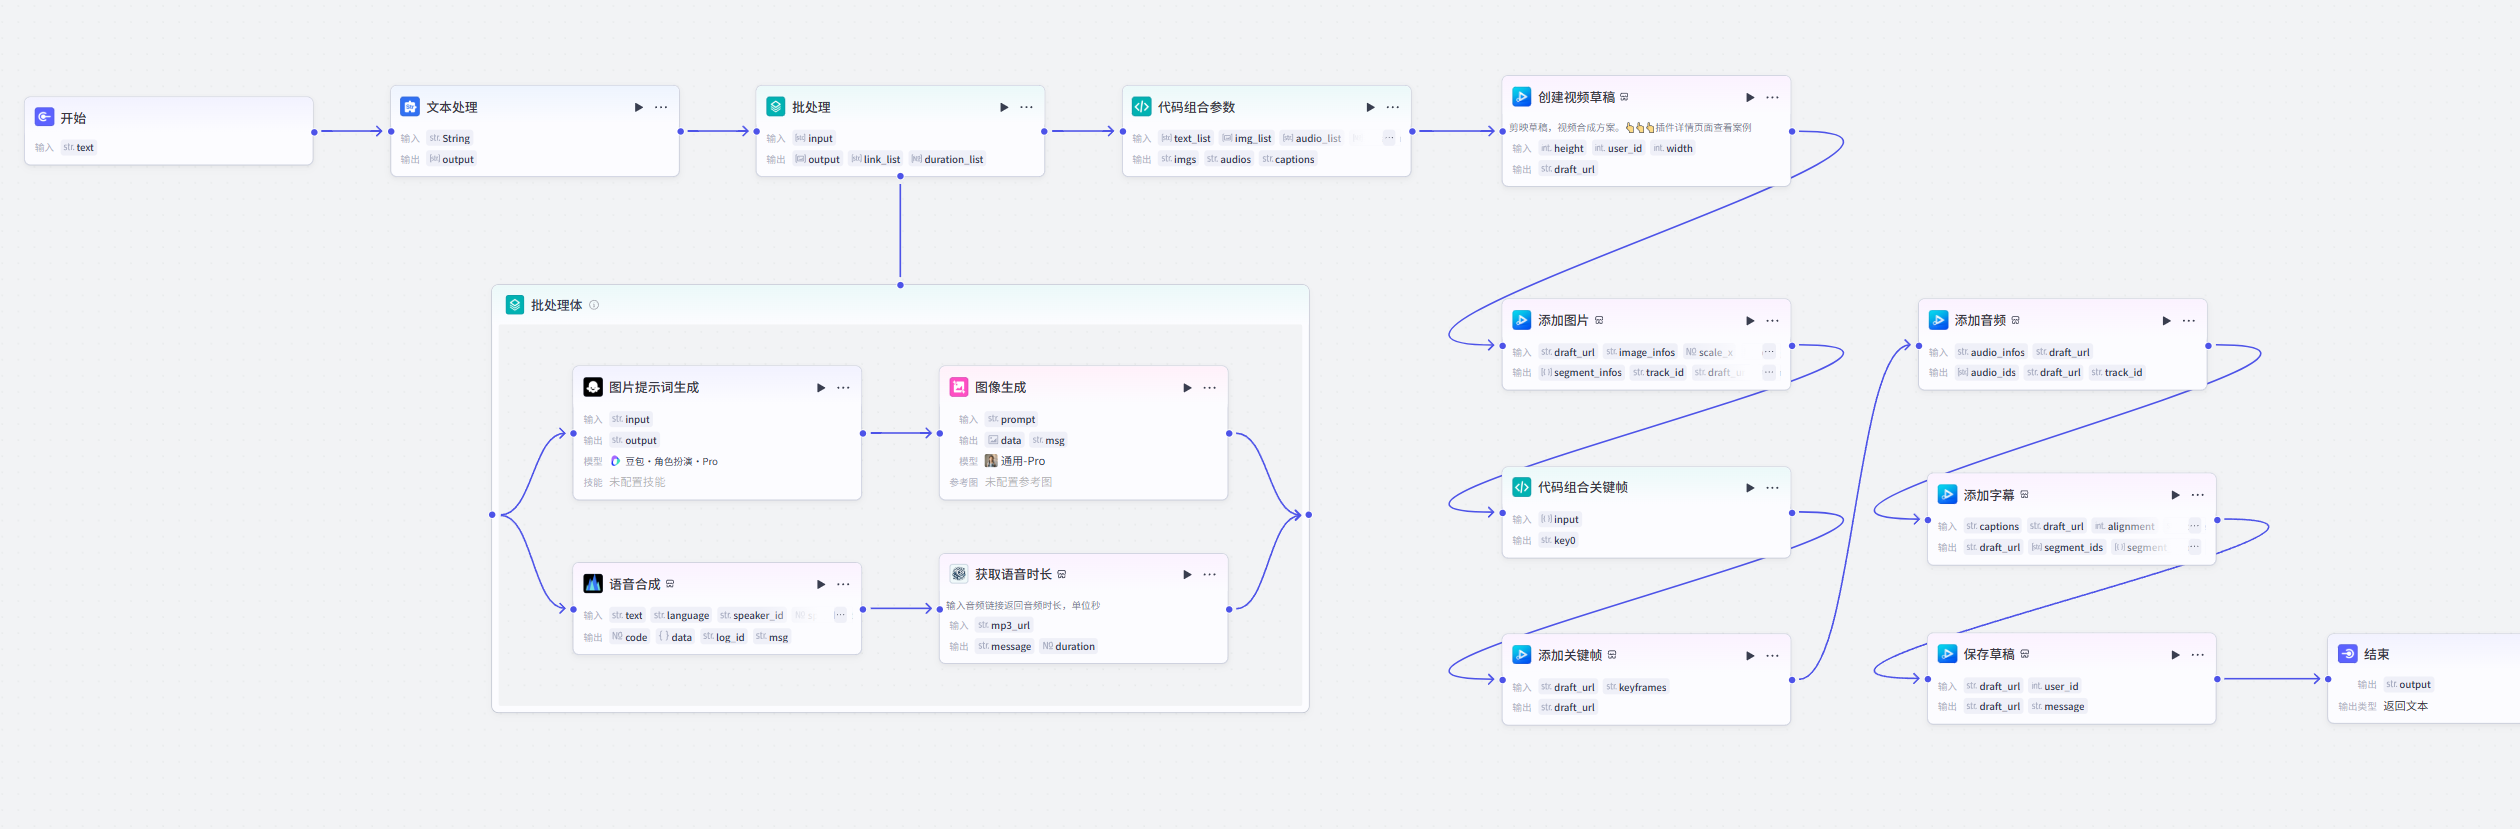 开始
输入 str. text
文本处理
输入 str. String
输出 [str] output
批处理
输入 [str] input
输出 output link_list duration_list
代码组合参数
输入 [str] text_list img_list [str] audio_list ...
输出 str. imgs str. audios str. captions
创建视频草稿
剪映草稿，视频合成方案。👆👆👆插件详情页面查看案例
输入 int. height int. user_id int. width
输出 str. draft_url
批处理体
图片提示词生成
输入 str. input
输出 str. output
模型 豆包・角色扮演・Pro
技能 未配置技能
图像生成
输入 str. prompt
输出 data str. msg
模型 通用-Pro
参考图 未配置参考图
语音合成
输入 str. text str. language str. speaker_id ...
输出 Nº code { } data str. log_id str. msg
获取语音时长
输入音频链接返回音频时长，单位秒
输入 str. mp3_url
输出 str. message Nº duration
添加图片
输入 str. draft_url str. image_infos Nº scale_x ...
输出 [{}] segment_infos str. track_id str. draft_u ...
代码组合关键帧
输入 [{}] input
输出 str. key0
添加关键帧
输入 str. draft_url str. keyframes
输出 str. draft_url
添加音频
输入 str. audio_infos str. draft_url
输出 [str] audio_ids str. draft_url str. track_id
添加字幕
输入 str. captions str. draft_url int. alignment ...
输出 str. draft_url [str] segment_ids [{}] segment ...
保存草稿
输入 str. draft_url int. user_id
输出 str. draft_url str. message
结束
输出 str. output
输出类型 返回文本